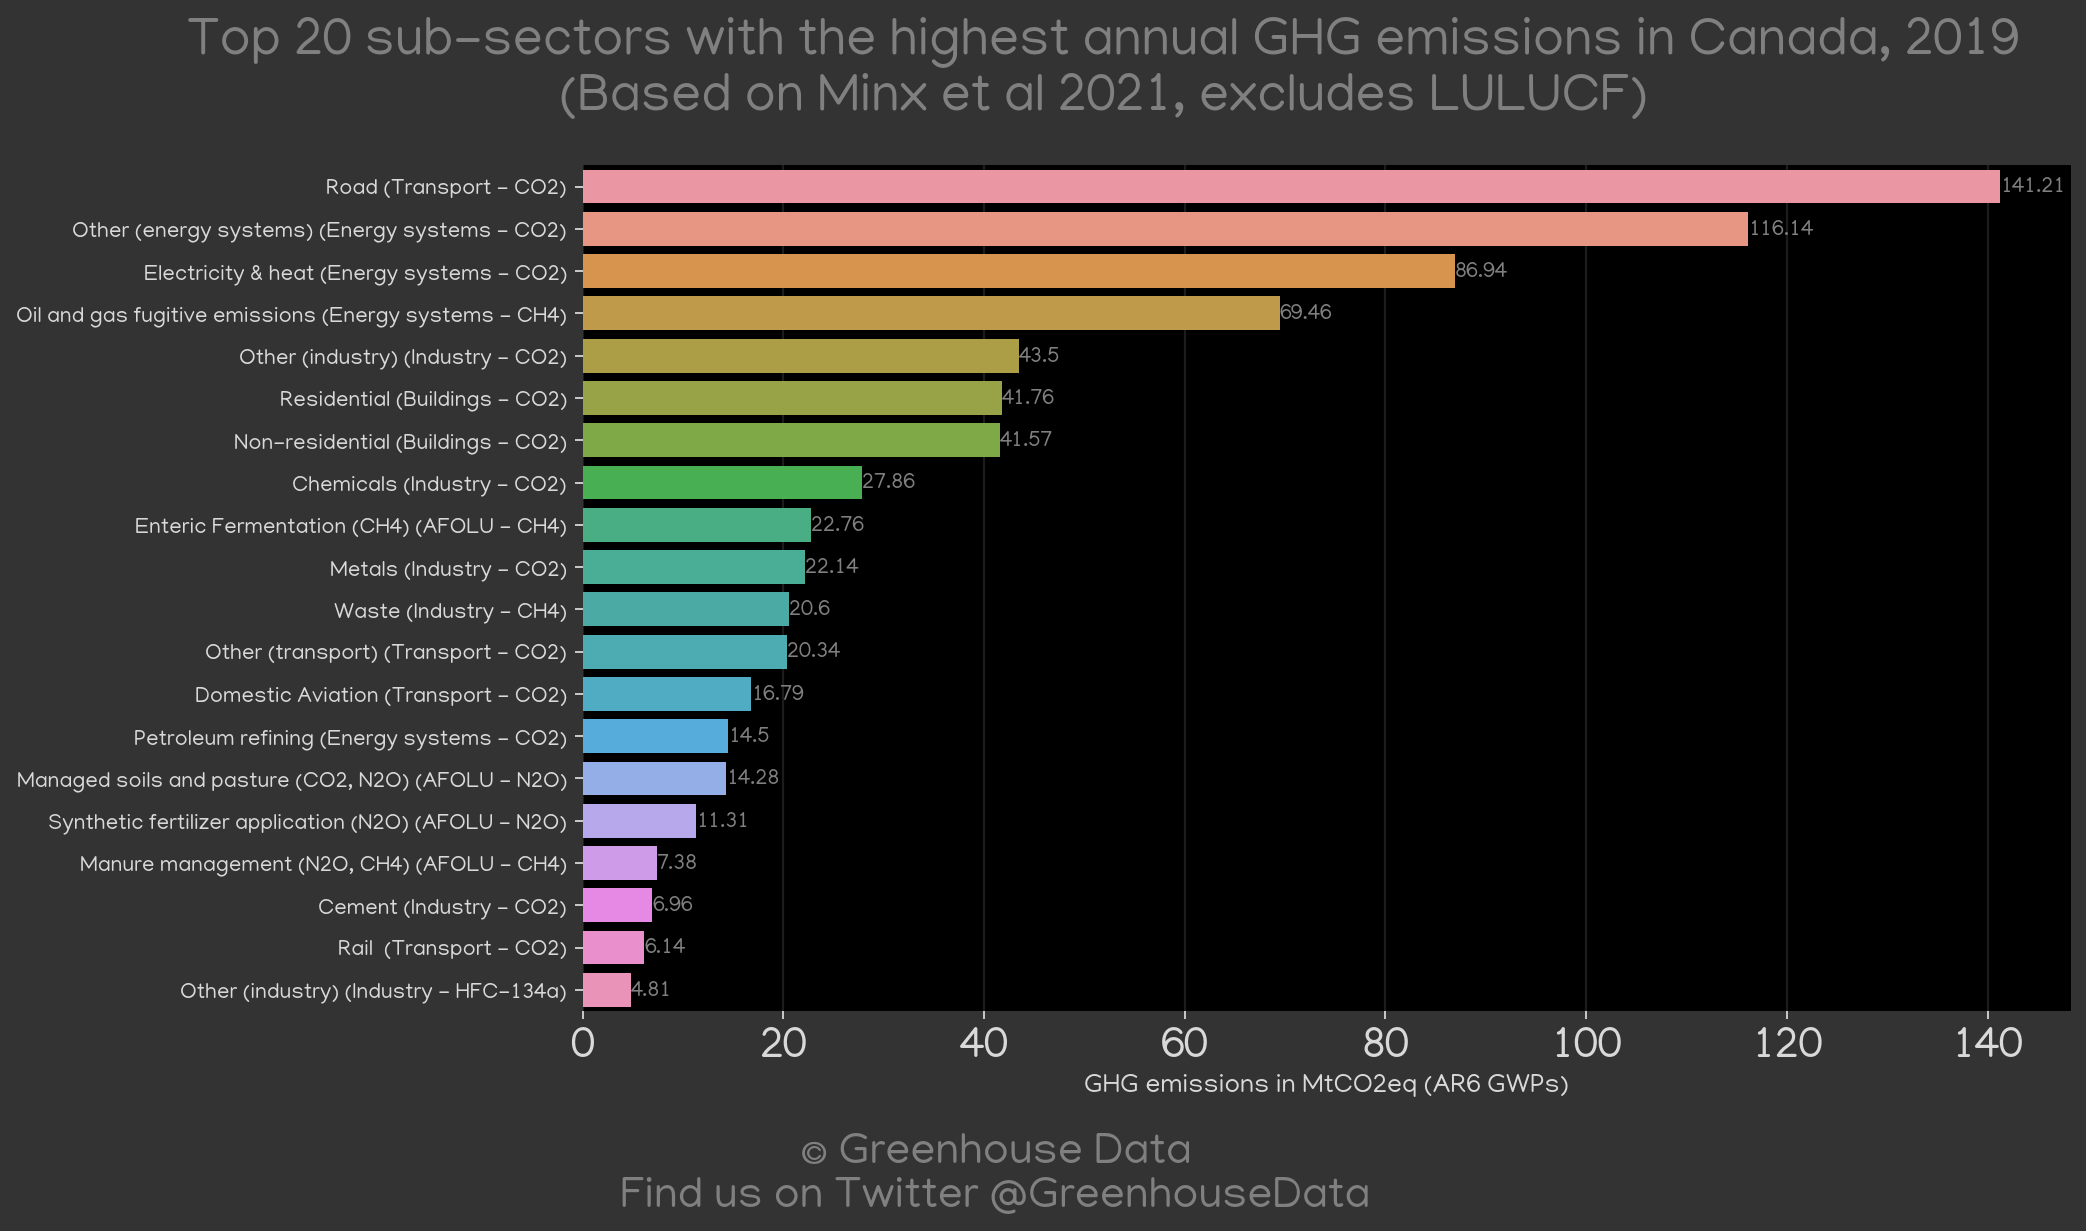 Top 20 sub-sectors with the highest annual GHG emissions in Canada, 2019
(Based on Minx et al 2021, excludes LULUCF)
Road (Transport - CO2) 141.21
Other (energy systems) (Energy systems - CO2) 116.14
Electricity & heat (Energy systems - CO2) 86.94
Oil and gas fugitive emissions (Energy systems - CH4) 69.46
Other (industry) (Industry - CO2) 43.5
Residential (Buildings - CO2) 41.76
Non-residential (Buildings - CO2) 41.57
Chemicals (Industry - CO2) 27.86
Enteric Fermentation (CH4) (AFOLU - CH4) 22.76
Metals (Industry - CO2) 22.14
Waste (Industry - CH4) 20.6
Other (transport) (Transport - CO2) 20.34
Domestic Aviation (Transport - CO2) 16.79
Petroleum refining (Energy systems - CO2) 14.5
Managed soils and pasture (CO2, N2O) (AFOLU - N2O) 14.28
Synthetic fertilizer application (N2O) (AFOLU - N2O) 11.31
Manure management (N2O, CH4) (AFOLU - CH4) 7.38
Cement (Industry - CO2) 6.96
Rail  (Transport - CO2) 6.14
Other (industry) (Industry - HFC-134a) 4.81
0 20 40 60 80 100 120 140
GHG emissions in MtCO2eq (AR6 GWPs)
© Greenhouse Data
Find us on Twitter @GreenhouseData